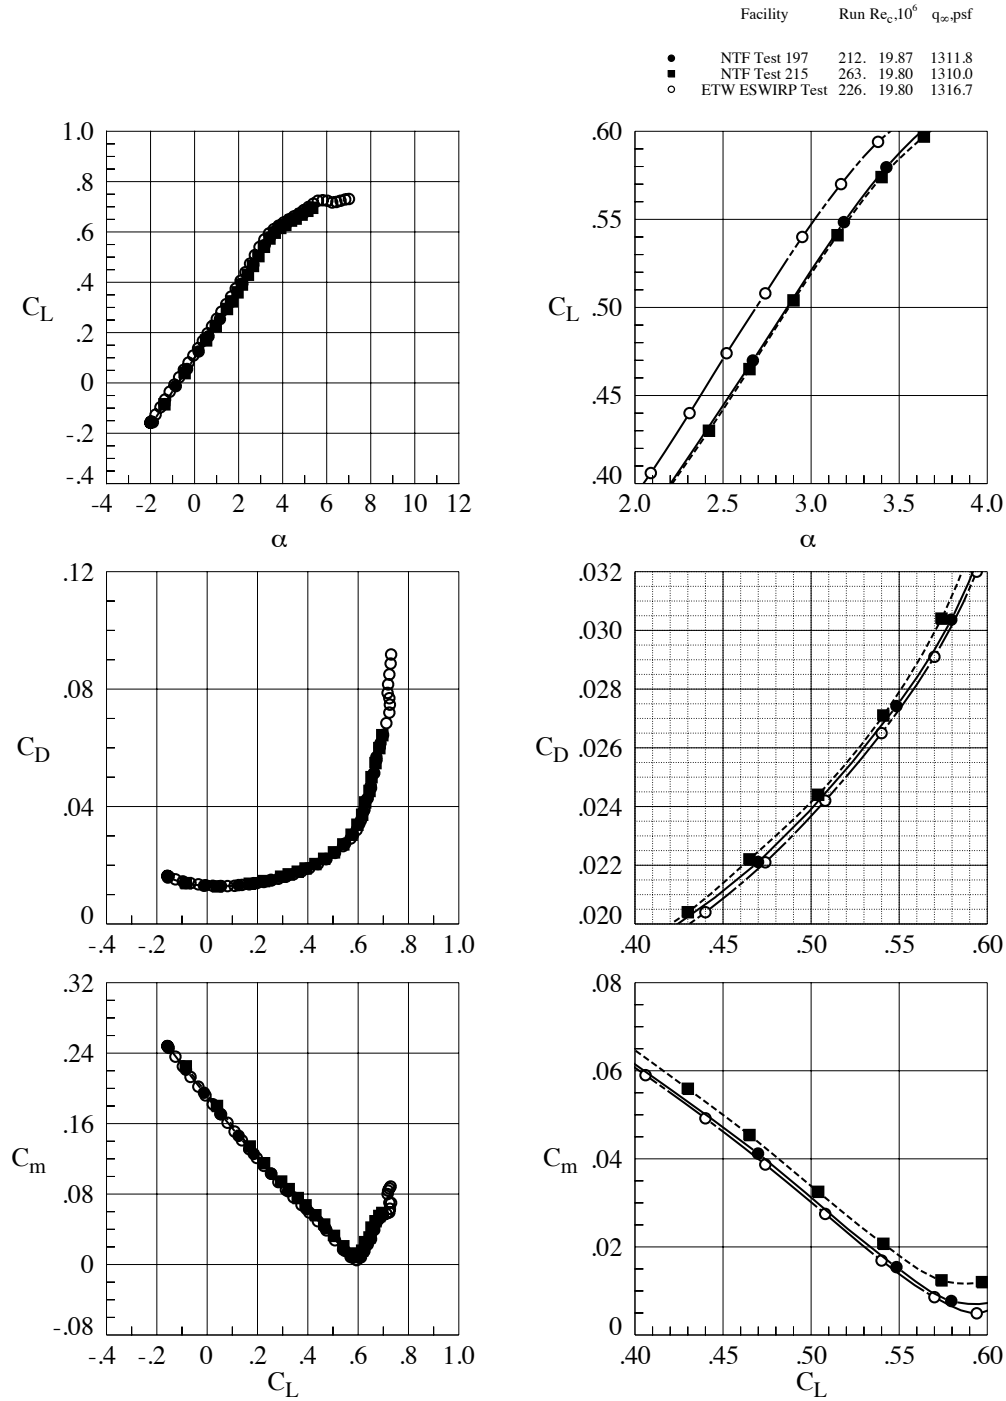 Facility Run Re_c,10^6 q_∞,psf
NTF Test 197 212. 19.87 1311.8
NTF Test 215 263. 19.80 1310.0
ETW ESWIRP Test 226. 19.80 1316.7
1.0
.8
.6
.4
.2
0
-.2
-.4
C_L
-4 -2 0 2 4 6 8 10 12
α
.60
.55
.50
.45
.40
C_L
2.0 2.5 3.0 3.5 4.0
α
.12
.08
.04
0
C_D
-.4 -.2 0 .2 .4 .6 .8 1.0
.032
.030
.028
.026
.024
.022
.020
C_D
.40 .45 .50 .55 .60
.32
.24
.16
.08
0
-.08
C_m
-.4 -.2 0 .2 .4 .6 .8 1.0
C_L
.08
.06
.04
.02
0
C_m
.40 .45 .50 .55 .60
C_L